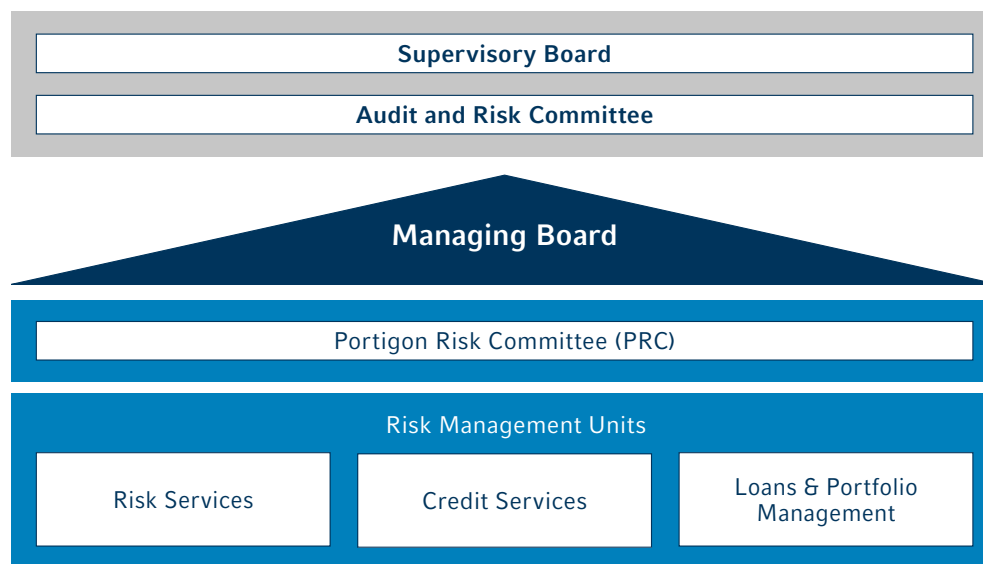 Supervisory Board
Audit and Risk Committee
Managing Board
Portigon Risk Committee (PRC)
Risk Management Units
Risk Services
Credit Services
Loans & Portfolio
Management